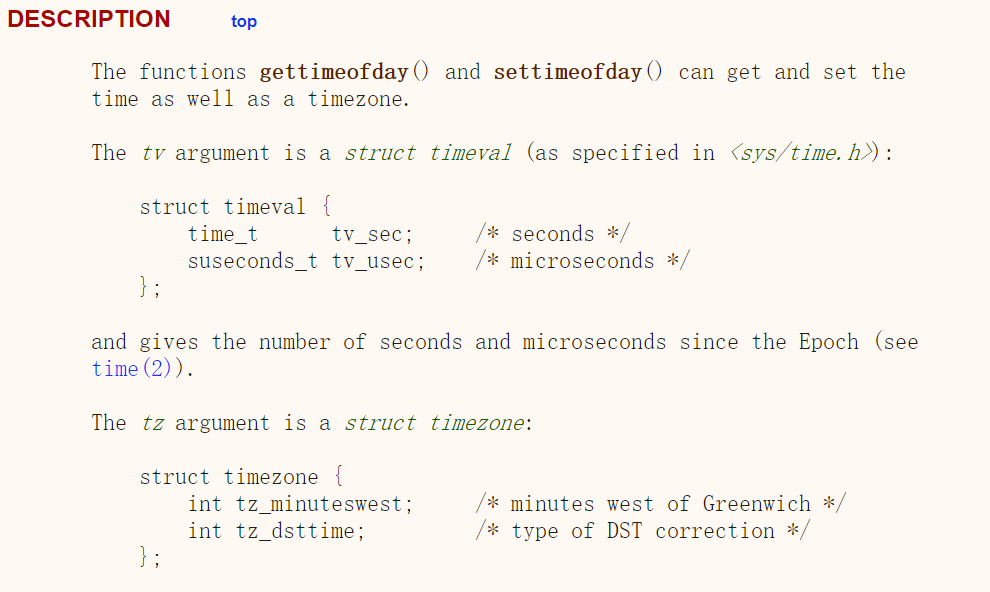 DESCRIPTION top
The functions gettimeofday() and settimeofday() can get and set the
time as well as a timezone.
The tv argument is a struct timeval (as specified in <sys/time.h>):
struct timeval {
time_t tv_sec; /* seconds */
suseconds_t tv_usec; /* microseconds */
};
and gives the number of seconds and microseconds since the Epoch (see
time(2)).
The tz argument is a struct timezone:
struct timezone {
int tz_minuteswest; /* minutes west of Greenwich */
int tz_dsttime; /* type of DST correction */
};